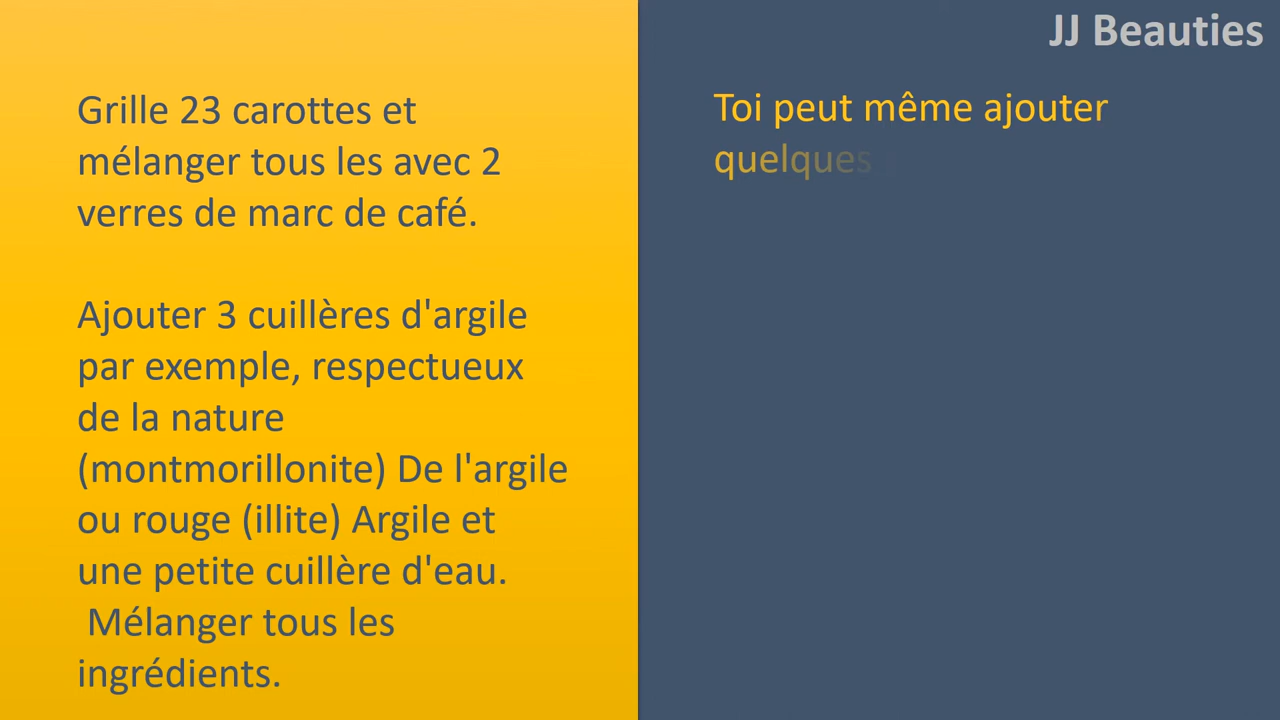 JJ Beauties
Grille 23 carottes et
mélanger tous les avec 2
verres de marc de café.
Ajouter 3 cuillères d'argile
par exemple, respectueux
de la nature
(montmorillonite) De l'argile
ou rouge (illite) Argile et
une petite cuillère d'eau.
Mélanger tous les
ingrédients.
Toi peut même ajouter
quelques